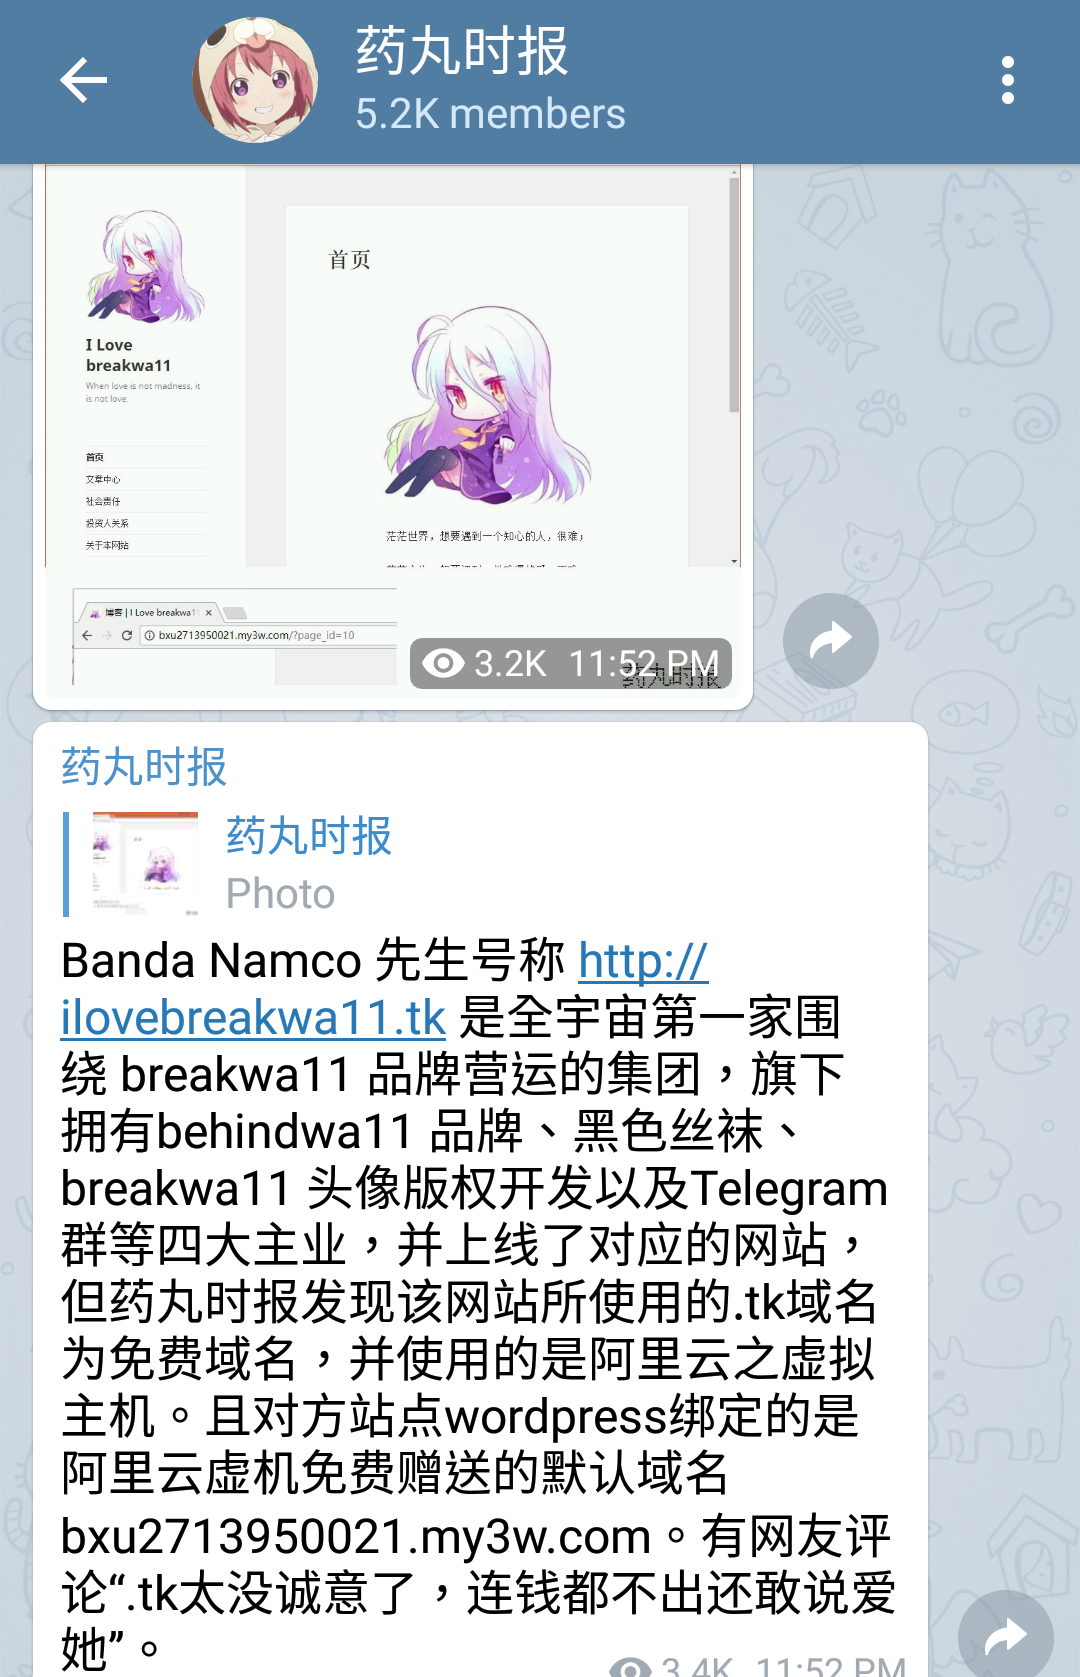 药丸时报
5.2K members
首页
I Love
breakwa11
When love is not madness, it
is not love.
首页
文章中心
社会责任
投资人关系
关于本网站
茫茫世界，想要遇到一个知心的人，很难，
博客 | I Love breakwa11
bxu2713950021.my3w.com/?page_id=10
药丸时报
3.2K 11:52 PM
药丸时报
药丸时报
Photo
Banda Namco 先生号称 http://
ilovebreakwa11.tk 是全宇宙第一家围
绕 breakwa11 品牌营运的集团，旗下
拥有behindwa11 品牌、黑色丝袜、
breakwa11 头像版权开发以及Telegram
群等四大主业，并上线了对应的网站，
但药丸时报发现该网站所使用的.tk域名
为免费域名，并使用的是阿里云之虚拟
主机。且对方站点wordpress绑定的是
阿里云虚机免费赠送的默认域名
bxu2713950021.my3w.com。有网友评
论“.tk太没诚意了，连钱都不出还敢说爱
她”。
3.4K 11:52 PM